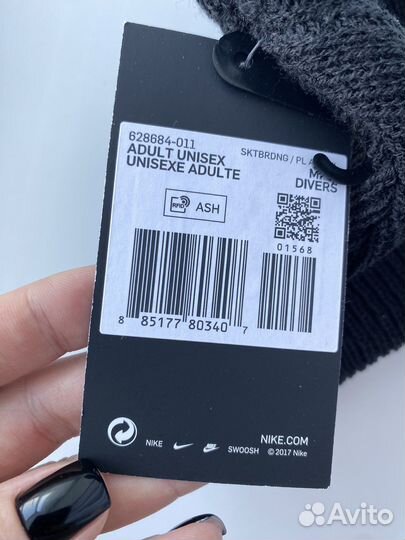 628684-011
ADULT UNISEX
UNISEXE ADULTE
SKTBRDNG / PL
DIVERS
RFID
ASH
01568
8 85177 80340 7
NIKE
SWOOSH
NIKE.COM
© 2017 Nike
Avito